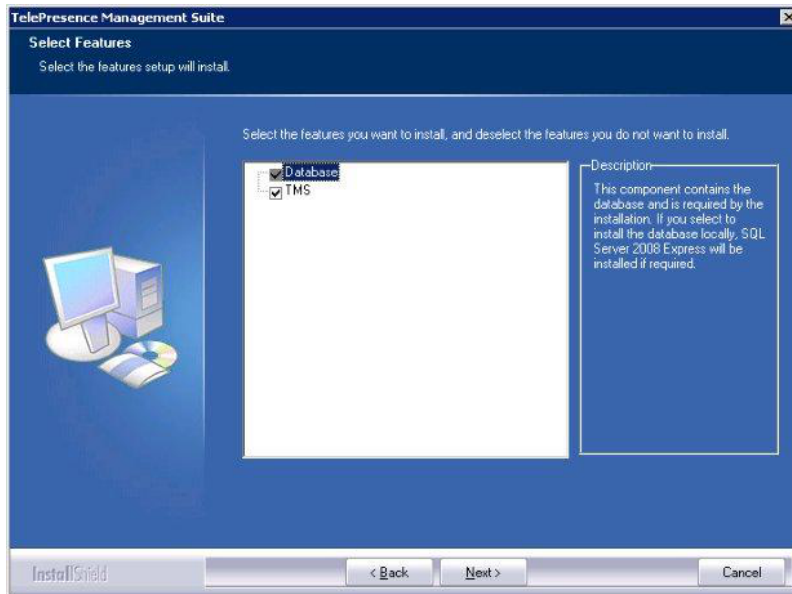 TelePresence Management Suite
Select Features
Select the features setup will install.
Select the features you want to install, and deselect the features you do not want to install.
Database
TMS
Description
This component contains the
database and is required by the
installation. If you select to
install the database locally, SQL
Server 2008 Express will be
installed if required.
InstallShield
< Back
Next >
Cancel